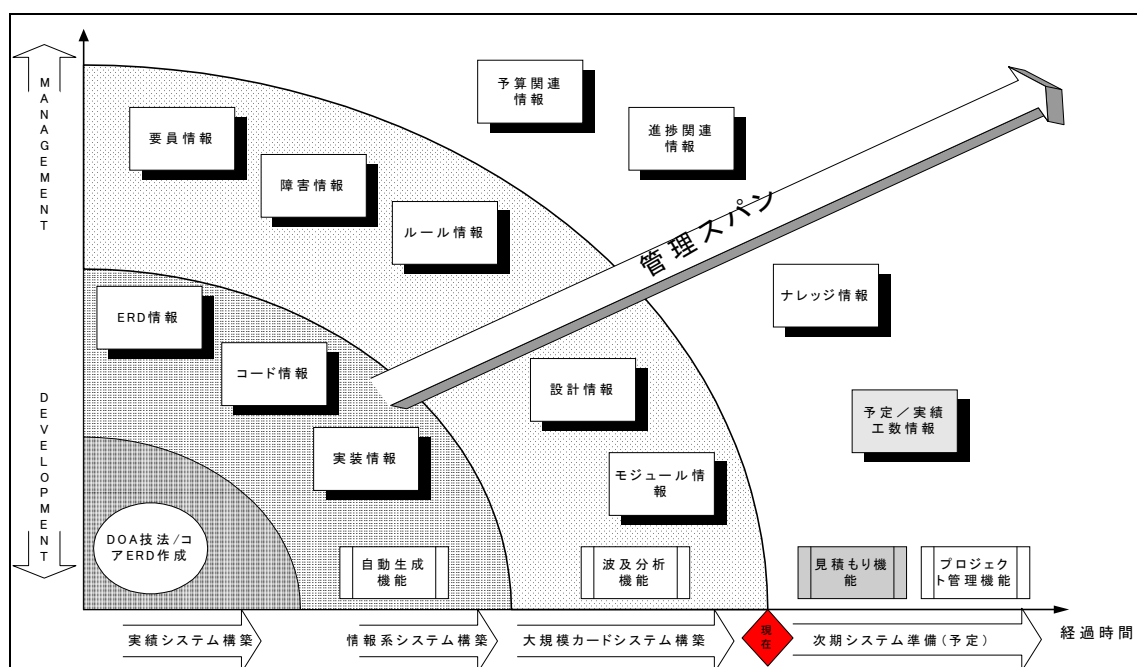 MANAGEMENT
DEVELOPMENT
予算関連
情報
進捗関連
情報
要員情報
障害情報
ルール情報
管理スパン
ナレッジ情報
ERD情報
コード情報
実装情報
設計情報
モジュール情
報
予定／実績
工数情報
DOA技法/コ
アERD作成
自動生成
機能
波及分析
機能
見積もり機
能
プロジェク
ト管理機能
実績システム構築
情報系システム構築
大規模カードシステム構築
現在
次期システム準備(予定)
経過時間